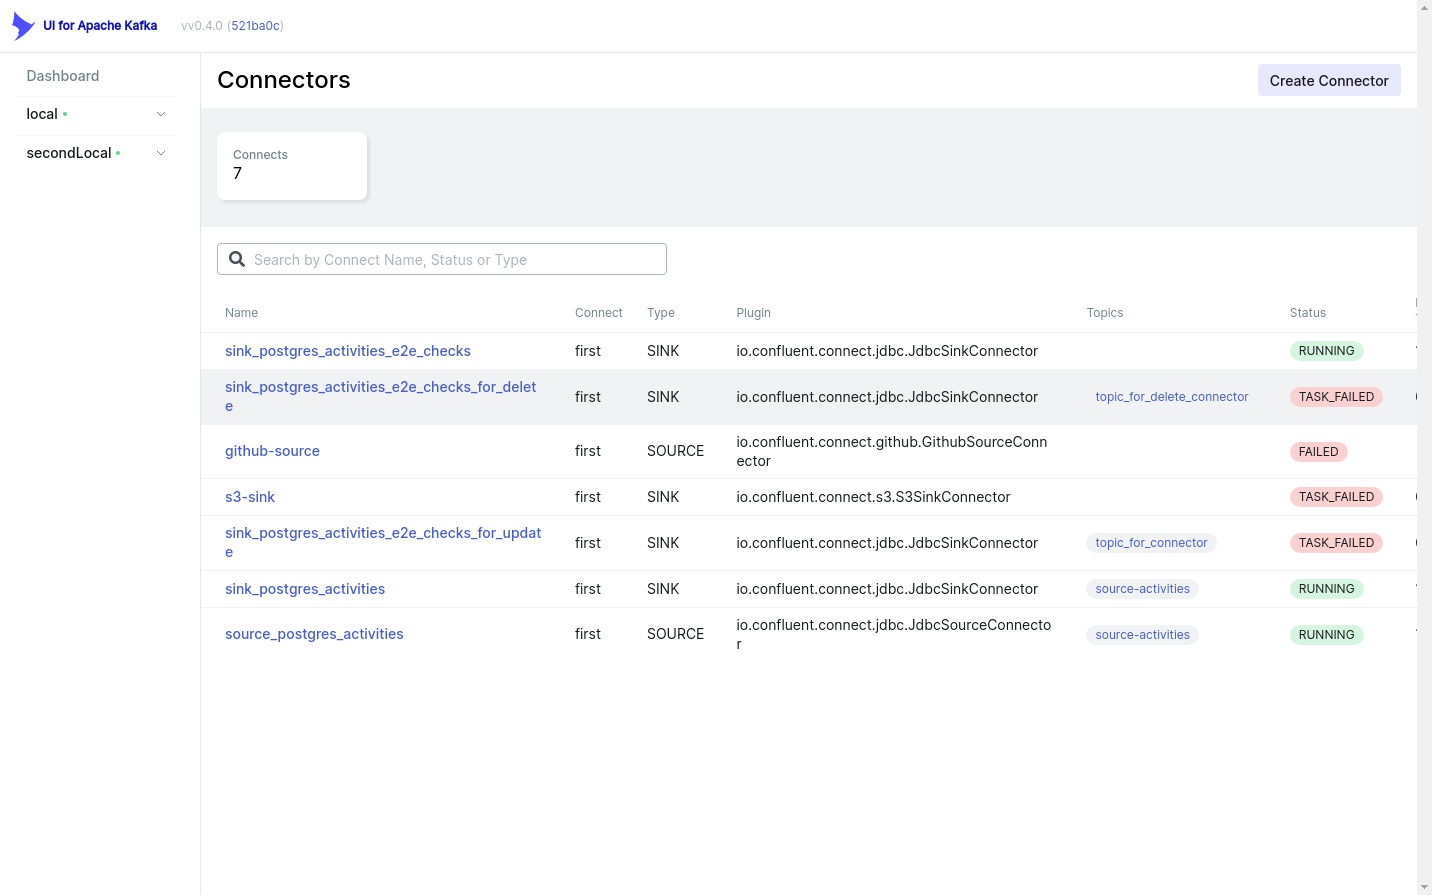 UI for Apache Kafka vv0.4.0 (521ba0c)
Dashboard
local
secondLocal
Connectors
Create Connector
Connects
7
Search by Connect Name, Status or Type
Name Connect Type Plugin Topics Status
sink_postgres_activities_e2e_checks first SINK io.confluent.connect.jdbc.JdbcSinkConnector RUNNING
sink_postgres_activities_e2e_checks_for_delet
e
first SINK io.confluent.connect.jdbc.JdbcSinkConnector topic_for_delete_connector TASK_FAILED
github-source first SOURCE
io.confluent.connect.github.GithubSourceConn
ector
FAILED
s3-sink first SINK io.confluent.connect.s3.S3SinkConnector TASK_FAILED
sink_postgres_activities_e2e_checks_for_updat
e
first SINK io.confluent.connect.jdbc.JdbcSinkConnector topic_for_connector TASK_FAILED
sink_postgres_activities first SINK io.confluent.connect.jdbc.JdbcSinkConnector source-activities RUNNING
source_postgres_activities first SOURCE
io.confluent.connect.jdbc.JdbcSourceConnecto
r
source-activities RUNNING